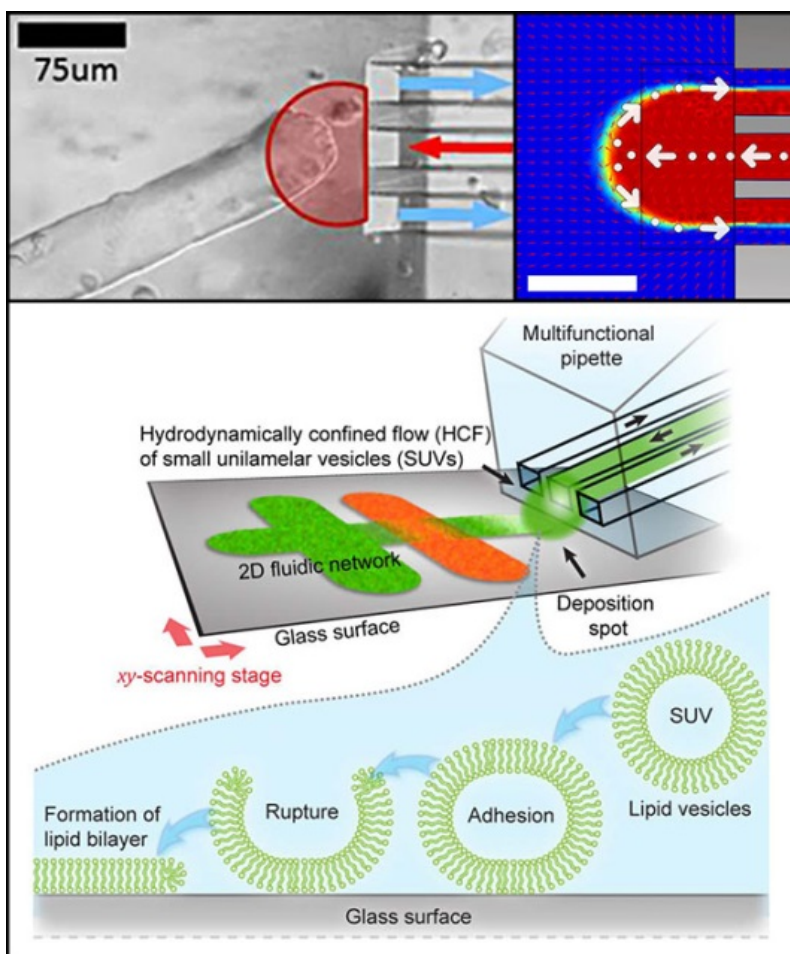 75um
Multifunctional
pipette
Hydrodynamically confined flow (HCF)
of small unilamelar vesicles (SUVs)
2D fluidic network
Deposition
spot
Glass surface
xy-scanning stage
SUV
Lipid vesicles
Adhesion
Rupture
Formation of
lipid bilayer
Glass surface